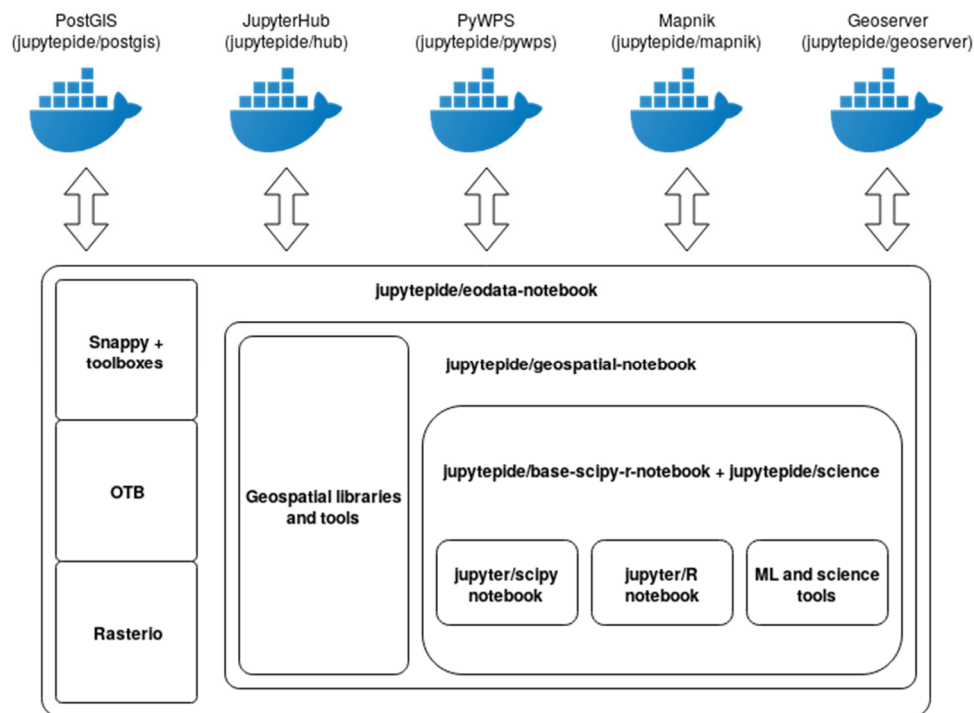 PostGIS
(jupytepide/postgis)
JupyterHub
(jupytepide/hub)
PyWPS
(jupytepide/pywps)
Mapnik
(jupytepide/mapnik)
Geoserver
(jupytepide/geoserver)
jupytepide/eodata-notebook
Snappy +
toolboxes
OTB
Rasterio
jupytepide/geospatial-notebook
Geospatial libraries
and tools
jupytepide/base-scipy-r-notebook + jupytepide/science
jupyter/scipy
notebook
jupyter/R
notebook
ML and science
tools